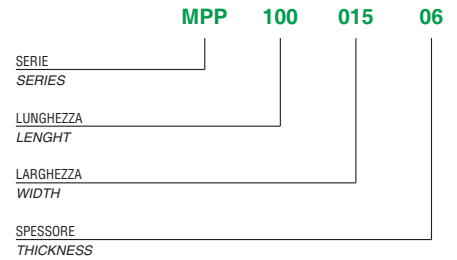 MPP 100 015 06
SERIE
SERIES
LUNGHEZZA
LENGHT
LARGHEZZA
WIDTH
SPESSORE
THICKNESS